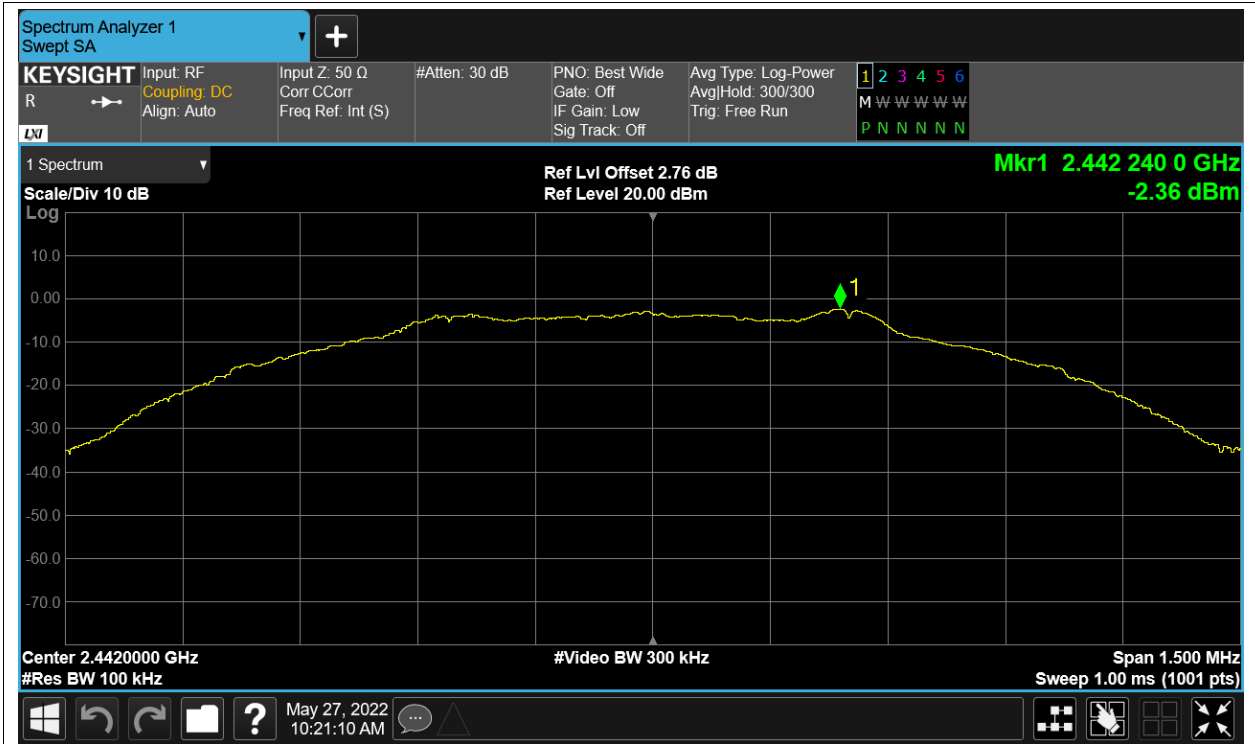 Spectrum Analyzer 1
Swept SA
+
KEYSIGHT
R
LXI
Input: RF
Coupling: DC
Align: Auto
Input Z: 50 Ω
Corr CCorr
Freq Ref: Int (S)
#Atten: 30 dB
PNO: Best Wide
Gate: Off
IF Gain: Low
Sig Track: Off
Avg Type: Log-Power
Avg|Hold: 300/300
Trig: Free Run
1 2 3 4 5 6
M W W W W W
P N N N N N
1 Spectrum
Scale/Div 10 dB
Log
Ref Lvl Offset 2.76 dB
Ref Level 20.00 dBm
Mkr1 2.442 240 0 GHz
-2.36 dBm
10.0
0.00
-10.0
-20.0
-30.0
-40.0
-50.0
-60.0
-70.0
1
Center 2.4420000 GHz
#Res BW 100 kHz
#Video BW 300 kHz
Span 1.500 MHz
Sweep 1.00 ms (1001 pts)
?
May 27, 2022
10:21:10 AM